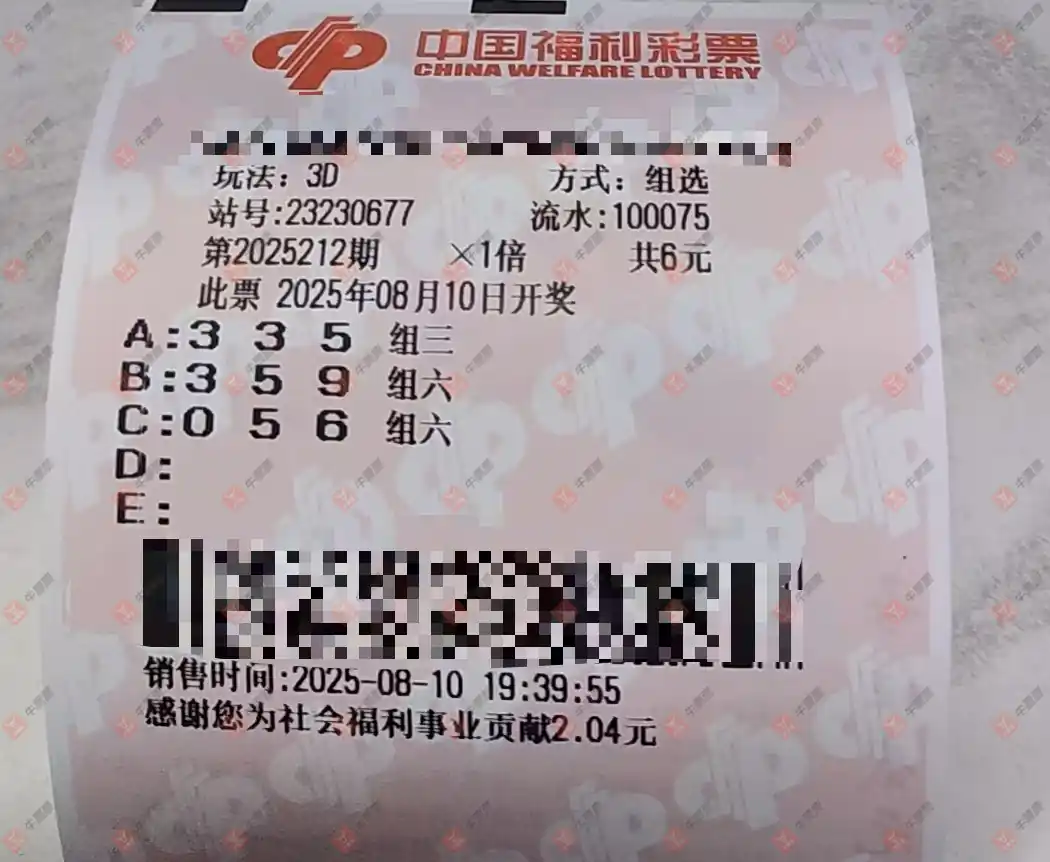 中国福利彩票
CHINA WELFARE LOTTERY
玩法：3D 方式：组选
站号:23230677 流水:100075
第2025212期 ×1倍 共6元
此票 2025年08月10日开奖
A:3 3 5 组三
B:3 5 9 组六
C:0 5 6 组六
D:
E:
销售时间:2025-08-10 19:39:55
感谢您为社会福利事业贡献2.04元